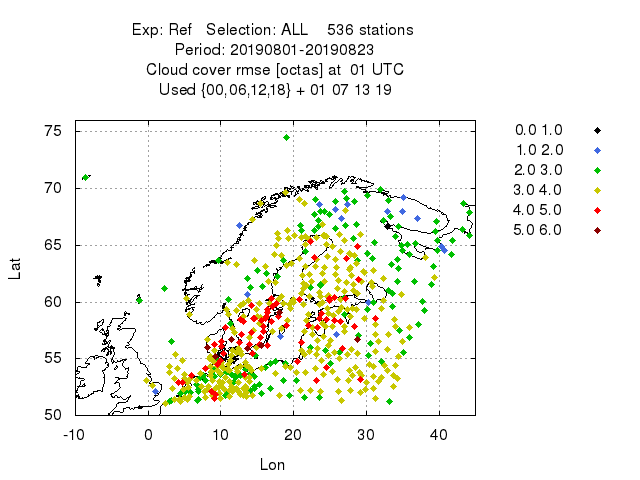 Exp: Ref Selection: ALL 536 stations
Period: 20190801-20190823
Cloud cover rmse [octas] at 01 UTC
Used {00,06,12,18} + 01 07 13 19
0.0 1.0
1.0 2.0
2.0 3.0
3.0 4.0
4.0 5.0
5.0 6.0
75
70
65
60
55
50
Lat
-10 0 10 20 30 40
Lon